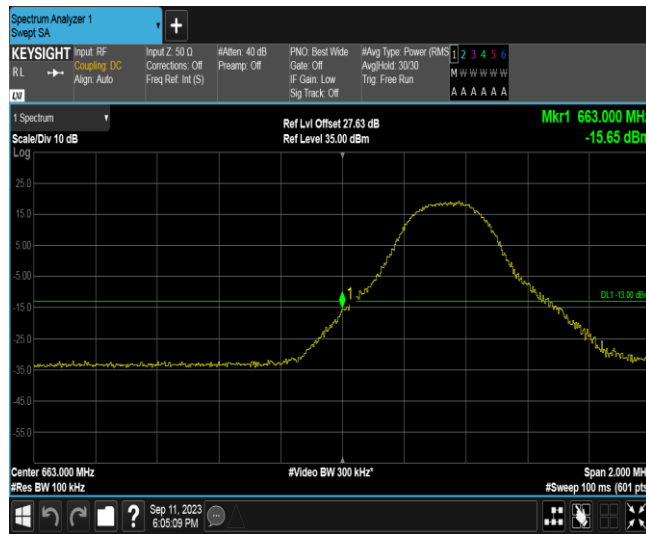 Spectrum Analyzer 1
Swept SA
KEYSIGHT
RL
LXI
Input: RF
Coupling: DC
Align: Auto
Input Z: 50 Ω
Corrections: Off
Freq Ref: Int (S)
#Atten: 40 dB
Preamp: Off
PNO: Best Wide
Gate: Off
IF Gain: Low
Sig Track: Off
#Avg Type: Power (RMS
Avg|Hold: 30/30
Trig: Free Run
1 2 3 4 5 6
M W W W W W
A A A A A A
1 Spectrum
Scale/Div 10 dB
Log
Ref Lvl Offset 27.63 dB
Ref Level 35.00 dBm
Mkr1 663.000 MHz
-15.65 dBm
25.0
15.0
5.00
-5.00
-15.0
-25.0
-35.0
-45.0
-55.0
1
DL1 -13.00 dBm
Center 663.000 MHz
#Res BW 100 kHz
#Video BW 300 kHz*
Span 2.000 MHz
#Sweep 100 ms (601 pts
?
Sep 11, 2023
6:05:09 PM